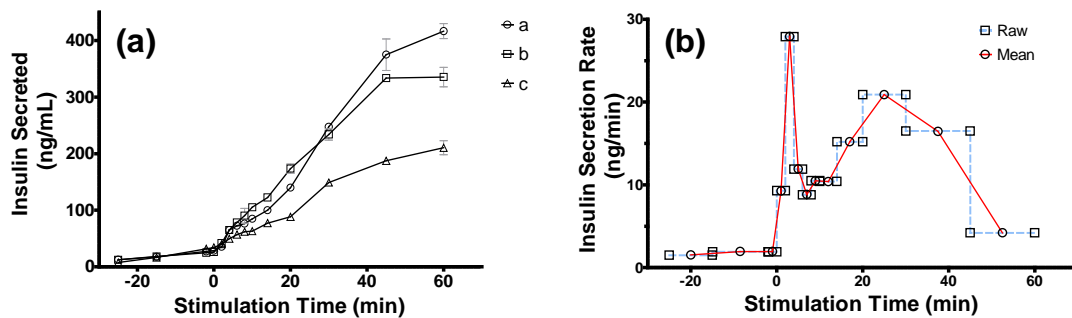 (a)
Insulin Secreted
(ng/mL)
400
300
200
100
0
-20
0
20
40
60
Stimulation Time (min)
a
b
c
(b)
Insulin Secretion Rate
(ng/min)
30
20
10
0
-20
0
20
40
60
Stimulation Time (min)
Raw
Mean